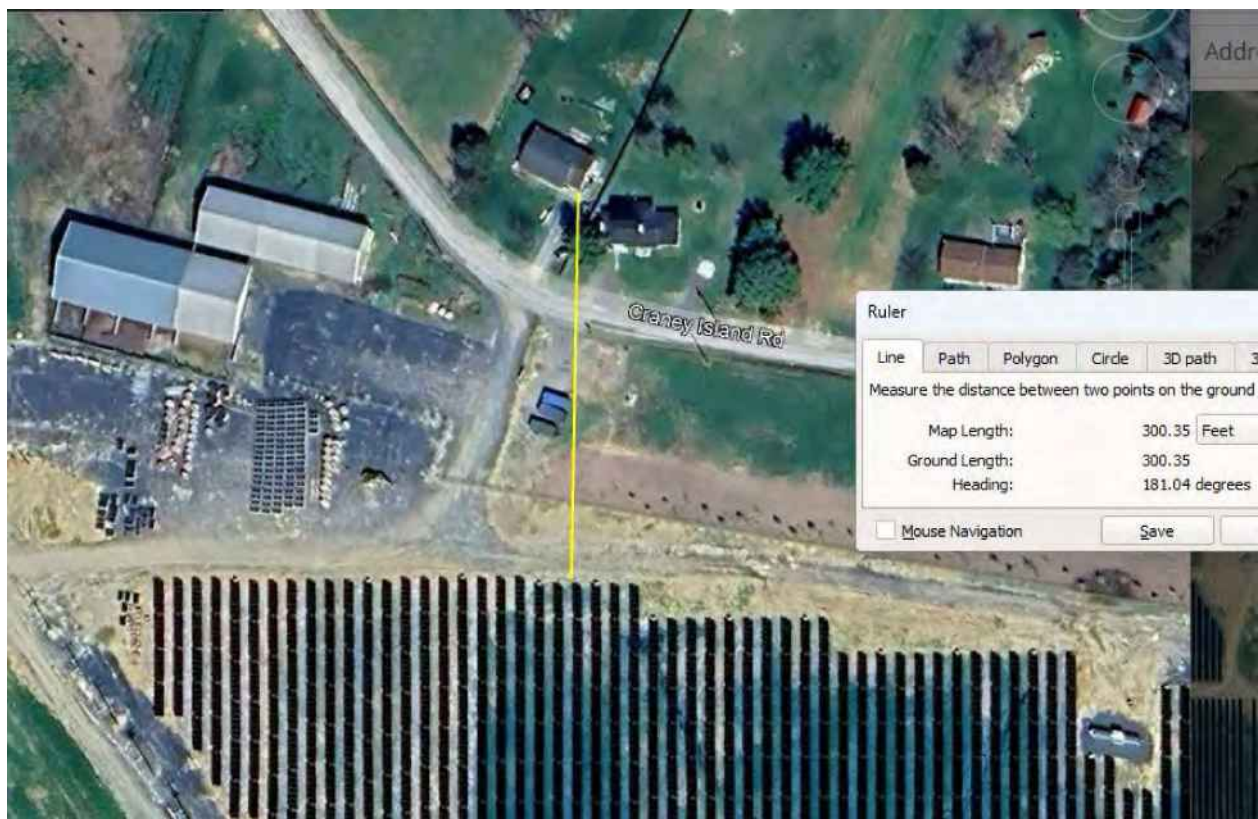 Addr
Craney Island Rd
Ruler
Line Path Polygon Circle 3D path 3
Measure the distance between two points on the ground
Map Length: 300.35 Feet
Ground Length: 300.35
Heading: 181.04 degrees
Mouse Navigation Save